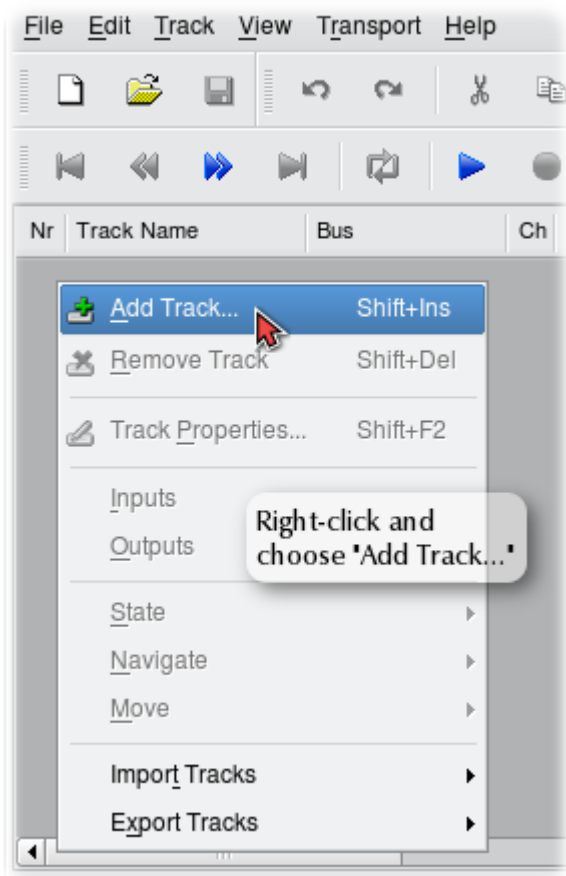 File Edit Track View Transport Help
Nr Track Name Bus Ch
Add Track... Shift+Ins
Remove Track Shift+Del
Track Properties... Shift+F2
Inputs
Outputs
Right-click and
choose "Add Track..."
State
Navigate
Move
Import Tracks
Export Tracks